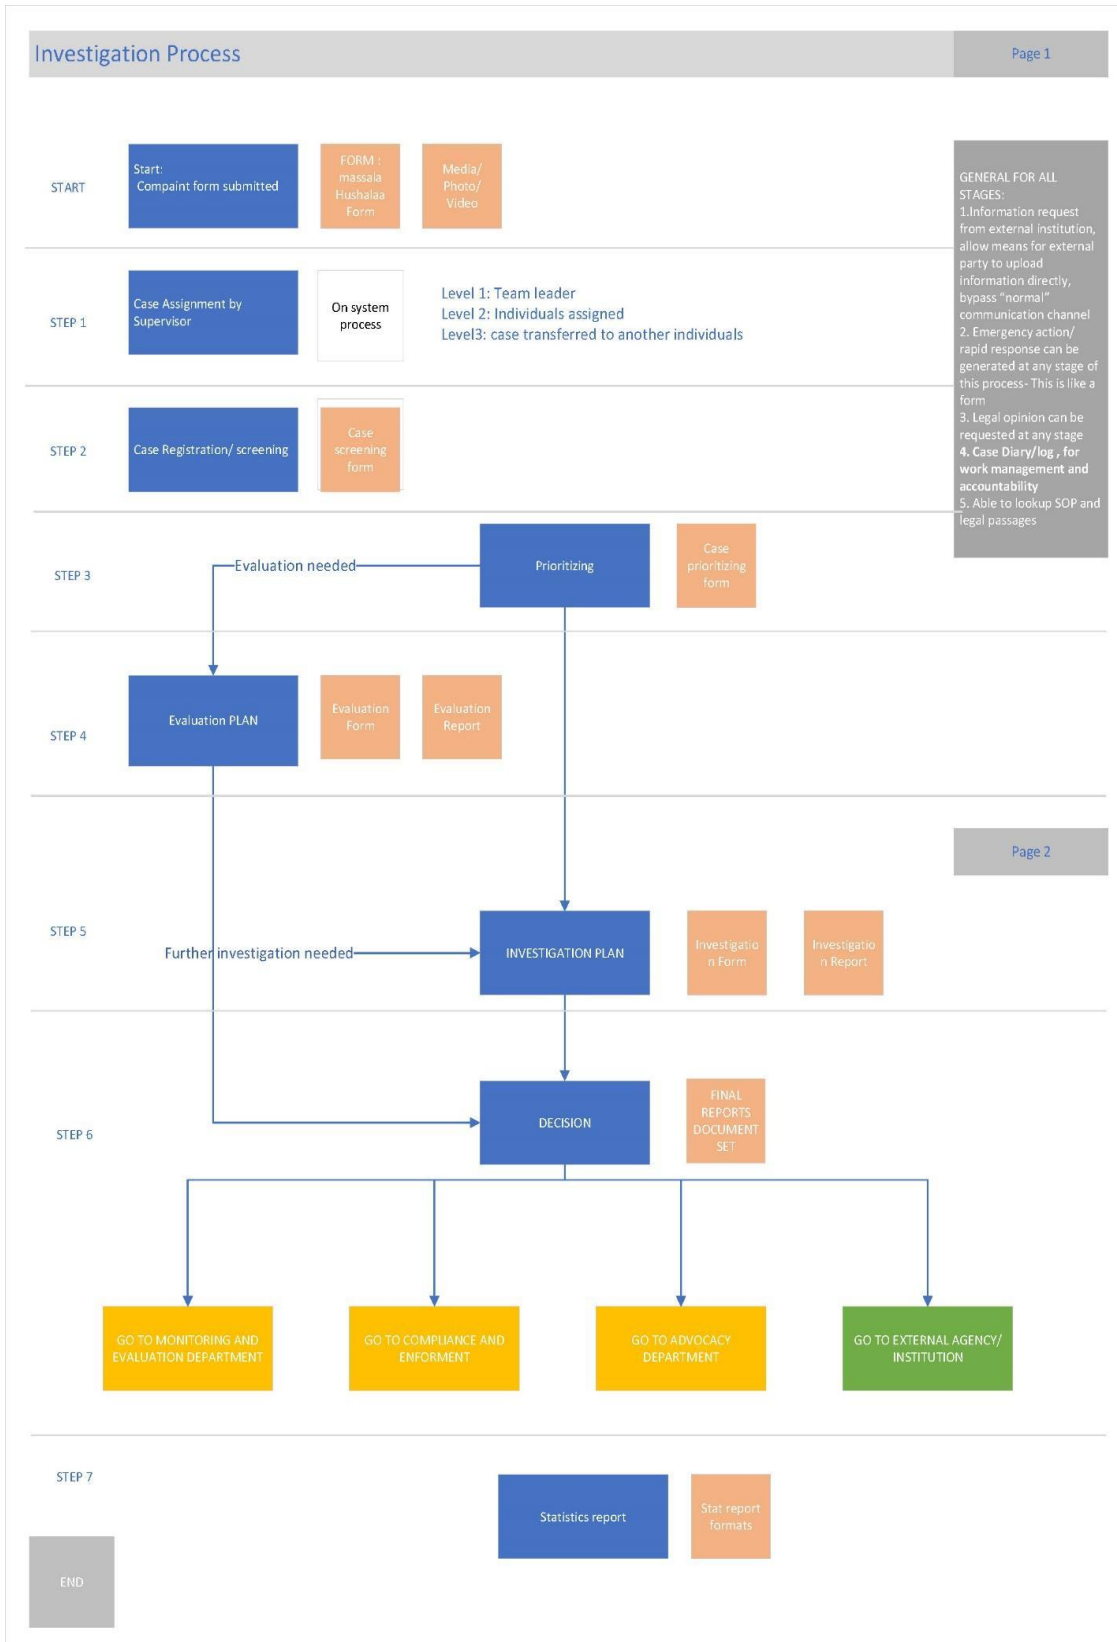 Investigation Process
Page 1
START
Start:
Compaint form submitted
FORM :
massala
Hushalaa
Form
Media/
Photo/
Video
GENERAL FOR ALL
STAGES:
1.Information request
from external institution,
allow means for external
party to upload
information directly,
bypass “normal”
communication channel
2. Emergency action/
rapid response can be
generated at any stage of
this process- This is like a
form
3. Legal opinion can be
requested at any stage
4. Case Diary/log , for
work management and
accountability
5. Able to lookup SOP and
legal passages
STEP 1
Case Assignment by
Supervisor
On system
process
Level 1: Team leader
Level 2: Individuals assigned
Level3: case transferred to another individuals
STEP 2
Case Registration/ screening
Case
screening
form
STEP 3
Evaluation needed
Prioritizing
Case
prioritizing
form
STEP 4
Evaluation PLAN
Evaluation
Form
Evaluation
Report
Page 2
STEP 5
Further investigation needed
INVESTIGATION PLAN
Investigatio
n Form
Investigatio
n Report
STEP 6
DECISION
FINAL
REPORTS
DOCUMENT
SET
GO TO MONITORING AND
EVALUATION DEPARTMENT
GO TO COMPLIANCE AND
ENFORMENT
GO TO ADVOCACY
DEPARTMENT
GO TO EXTERNAL AGENCY/
INSTITUTION
STEP 7
Statistics report
Stat report
formats
END